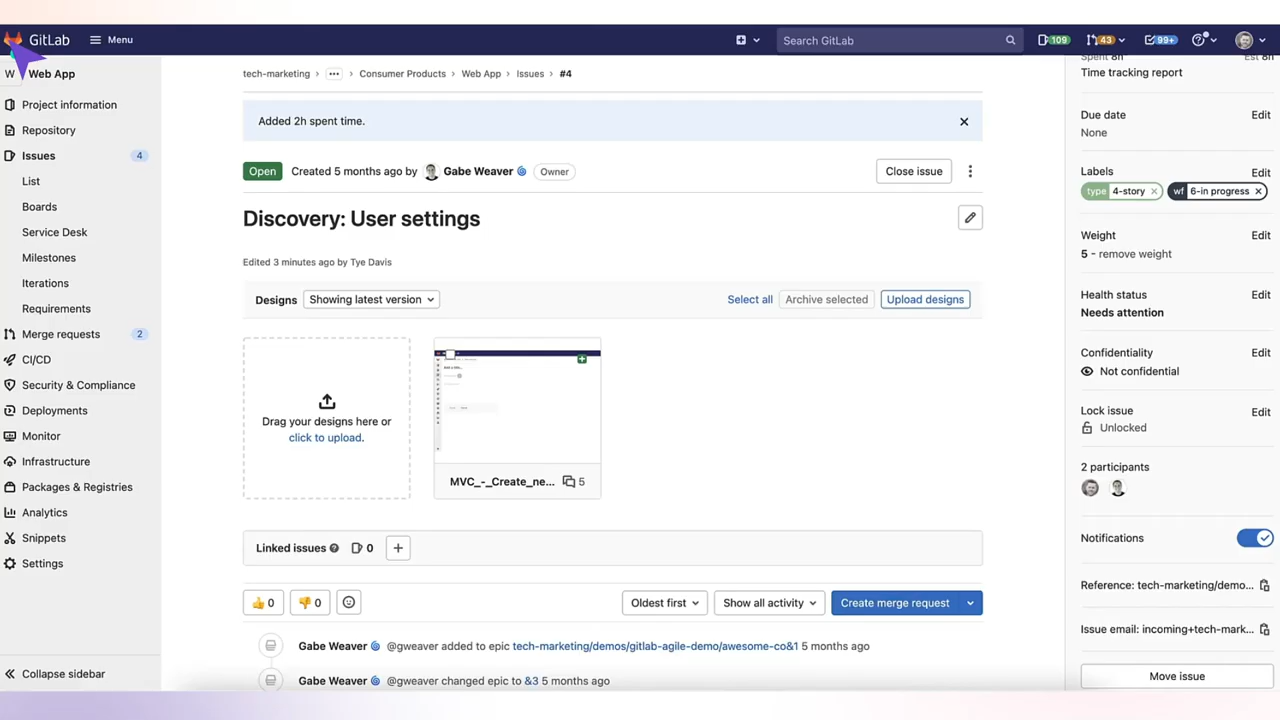 GitLab
Menu
Search GitLab
109
43
99+
W
Web App
Project information
Repository
Issues
4
List
Boards
Service Desk
Milestones
Iterations
Requirements
Merge requests
2
CI/CD
Security & Compliance
Deployments
Monitor
Infrastructure
Packages & Registries
Analytics
Snippets
Settings
Collapse sidebar
tech-marketing › ••• › Consumer Products › Web App › Issues › #4
Added 2h spent time.
Open
Created 5 months ago by Gabe Weaver
Owner
Close issue
Discovery: User settings
Edited 3 minutes ago by Tye Davis
Designs
Showing latest version
Select all
Archive selected
Upload designs
Drag your designs here or
click to upload.
MVC_-_Create_ne...
5
Linked issues
0
0
0
Oldest first
Show all activity
Create merge request
Gabe Weaver @gweaver added to epic tech-marketing/demos/gitlab-agile-demo/awesome-co&1 5 months ago
Gabe Weaver @gweaver changed epic to &3 5 months ago
Spent 8h
Est 8h
Time tracking report
Due date
Edit
None
Labels
Edit
type 4-story
wf 6-in progress
Weight
Edit
5 - remove weight
Health status
Edit
Needs attention
Confidentiality
Edit
Not confidential
Lock issue
Edit
Unlocked
2 participants
Notifications
Reference: tech-marketing/demo...
Issue email: incoming+tech-mark...
Move issue